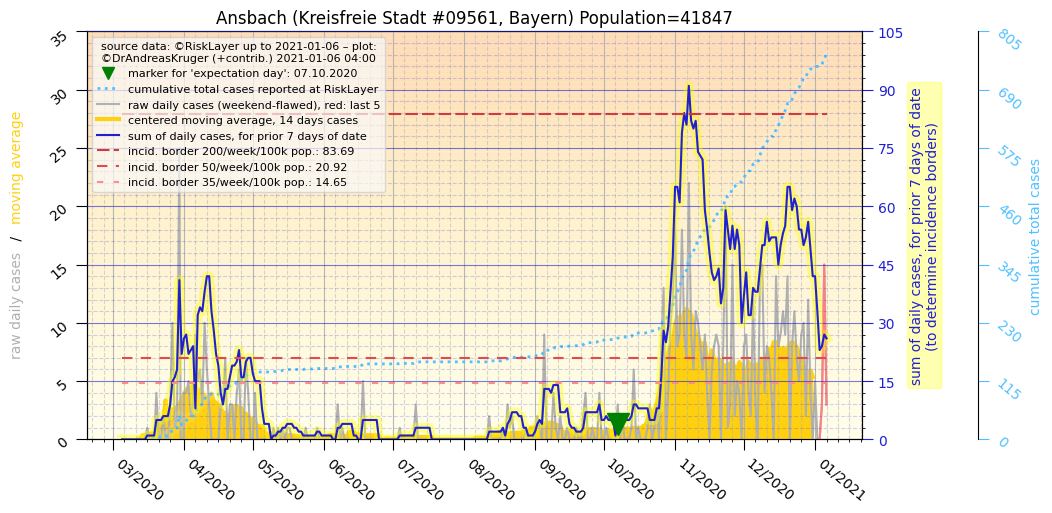 Ansbach (Kreisfreie Stadt #09561, Bayern) Population=41847
source data: ©RiskLayer up to 2021-01-06 – plot:
©DrAndreasKruger (+contrib.) 2021-01-06 04:00
marker for 'expectation day': 07.10.2020
cumulative total cases reported at RiskLayer
raw daily cases (weekend-flawed), red: last 5
centered moving average, 14 days cases
sum of daily cases, for prior 7 days of date
incid. border 200/week/100k pop.: 83.69
incid. border 50/week/100k pop.: 20.92
incid. border 35/week/100k pop.: 14.65
raw daily cases / moving average
35
30
25
20
15
10
5
0
03/2020
04/2020
05/2020
06/2020
07/2020
08/2020
09/2020
10/2020
11/2020
12/2020
01/2021
105
90
75
60
45
30
15
0
sum of daily cases, for prior 7 days of date
(to determine incidence borders)
805
690
575
460
345
230
115
0
cumulative total cases